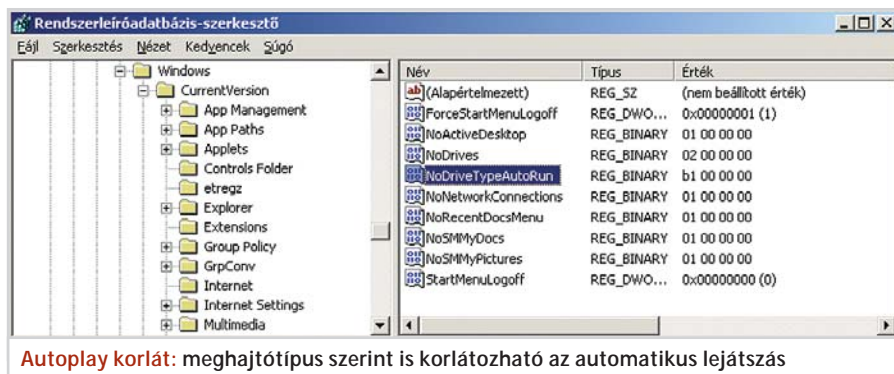 Rendszerleíróadatbázis-szerkesztő
Fájl Szerkesztés Nézet Kedvencek Súgó
Windows
CurrentVersion
App Management
App Paths
Applets
Controls Folder
etregz
Explorer
Extensions
Group Policy
GrpConv
Internet
Internet Settings
Multimedia
Név Típus Érték
(Alapértelmezett) REG_SZ (nem beállított érték)
ForceStartMenuLogoff REG_DWO... 0x00000001 (1)
NoActiveDesktop REG_BINARY 01 00 00 00
NoDrives REG_BINARY 02 00 00 00
NoDriveTypeAutoRun REG_BINARY b1 00 00 00
NoNetworkConnections REG_BINARY 01 00 00 00
NoRecentDocsMenu REG_BINARY 01 00 00 00
NoSMMyDocs REG_BINARY 01 00 00 00
NoSMMyPictures REG_BINARY 01 00 00 00
StartMenuLogoff REG_DWO... 0x00000000 (0)
Autoplay korlát: meghajtótípus szerint is korlátozható az automatikus lejátszás